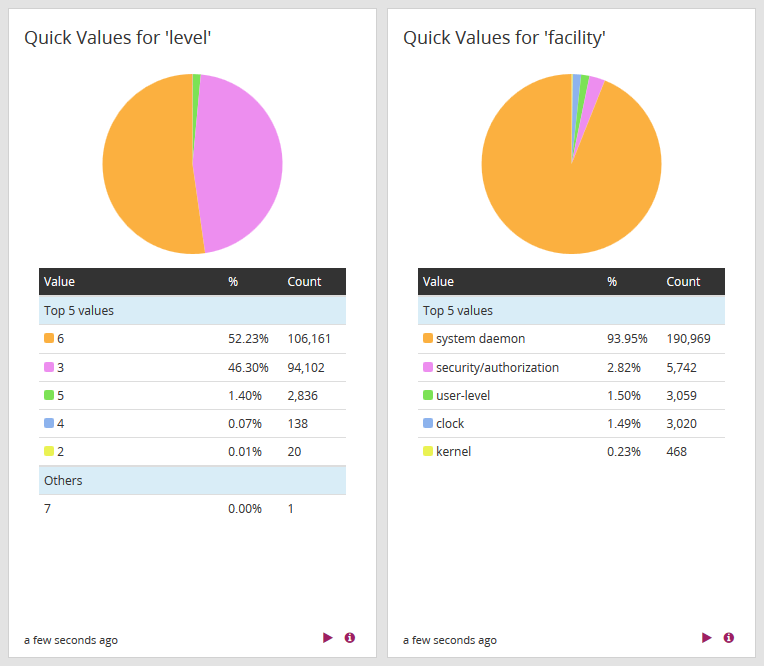 Quick Values for 'level'
Value % Count
Top 5 values
6 52.23% 106,161
3 46.30% 94,102
5 1.40% 2,836
4 0.07% 138
2 0.01% 20
Others
7 0.00% 1
a few seconds ago
Quick Values for 'facility'
Value % Count
Top 5 values
system daemon 93.95% 190,969
security/authorization 2.82% 5,742
user-level 1.50% 3,059
clock 1.49% 3,020
kernel 0.23% 468
a few seconds ago